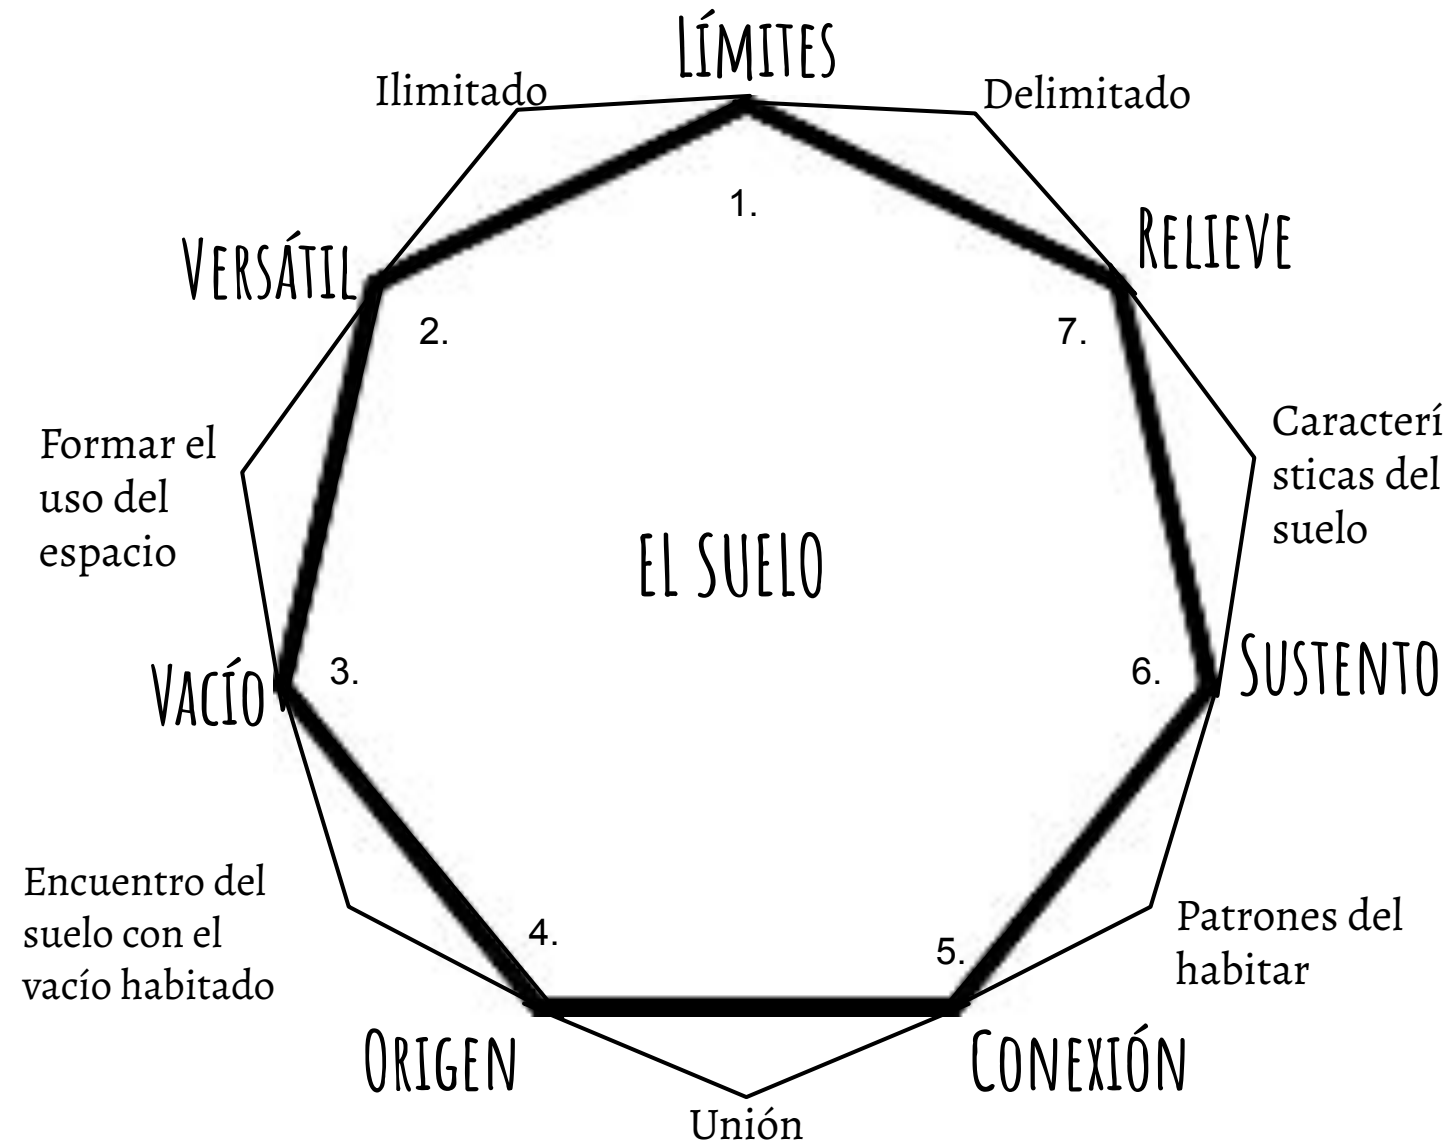 LÍMITES
Ilimitado
Delimitado
1.
RELIEVE
VERSÁTIL
2.
7.
Caracterí
sticas del
suelo
Formar el
uso del
espacio
EL SUELO
SUSTENTO
6.
3.
VACÍO
Encuentro del
suelo con el
vacío habitado
4.
5.
Patrones del
habitar
ORIGEN
CONEXIÓN
Unión